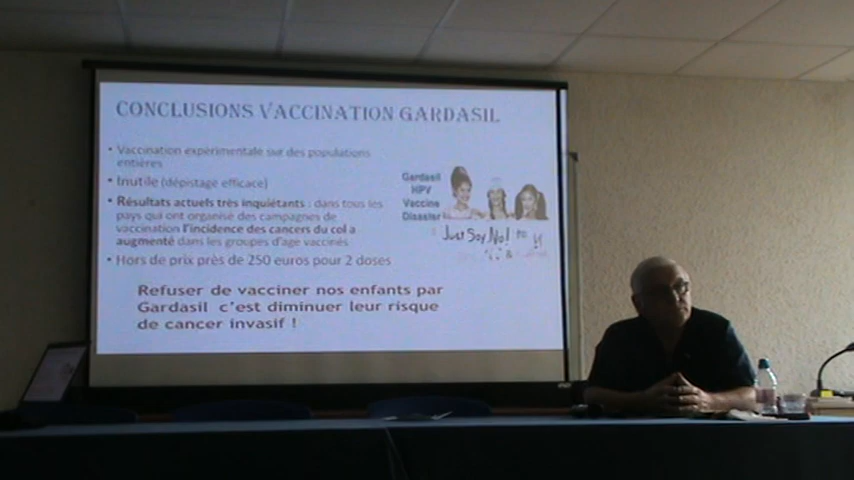 CONCLUSIONS VACCINATION GARDASIL
• Vaccination expérimentale sur des populations
entières
• Inutile (dépistage efficace)
• Résultats actuels très inquiétants : dans tous les
pays qui ont organisé des campagnes de
vaccination l'incidence des cancers du col a
augmenté dans les groupes d'age vaccinés
• Hors de prix près de 250 euros pour 2 doses
Refuser de vacciner nos enfants par
Gardasil c'est diminuer leur risque
de cancer invasif !
Gardasil
HPV
Vaccine
Disaster
Just Say No! to